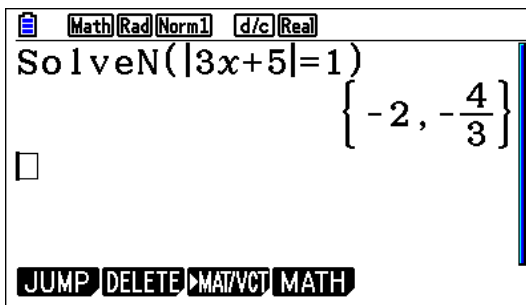 Math Rad Norm1 d/c Real
SolveN(|3x+5|=1)
{-2, -4/3}
JUMP DELETE ▶MAT/VCT MATH